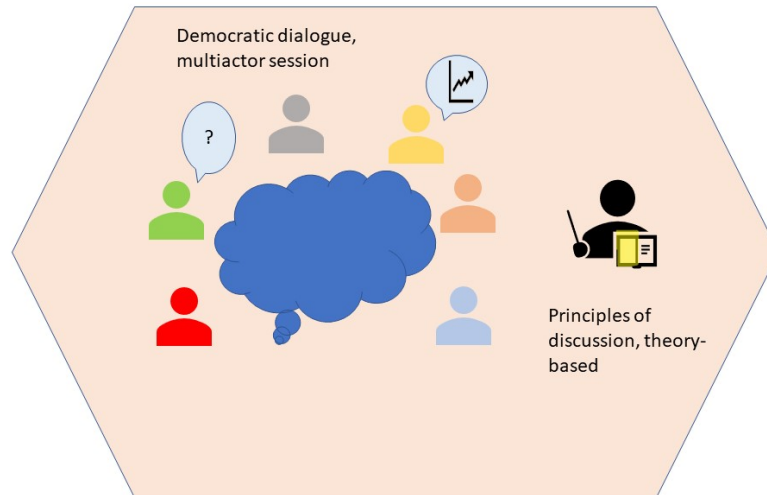 Democratic dialogue,
multiactor session
?
Principles of
discussion, theory-
based